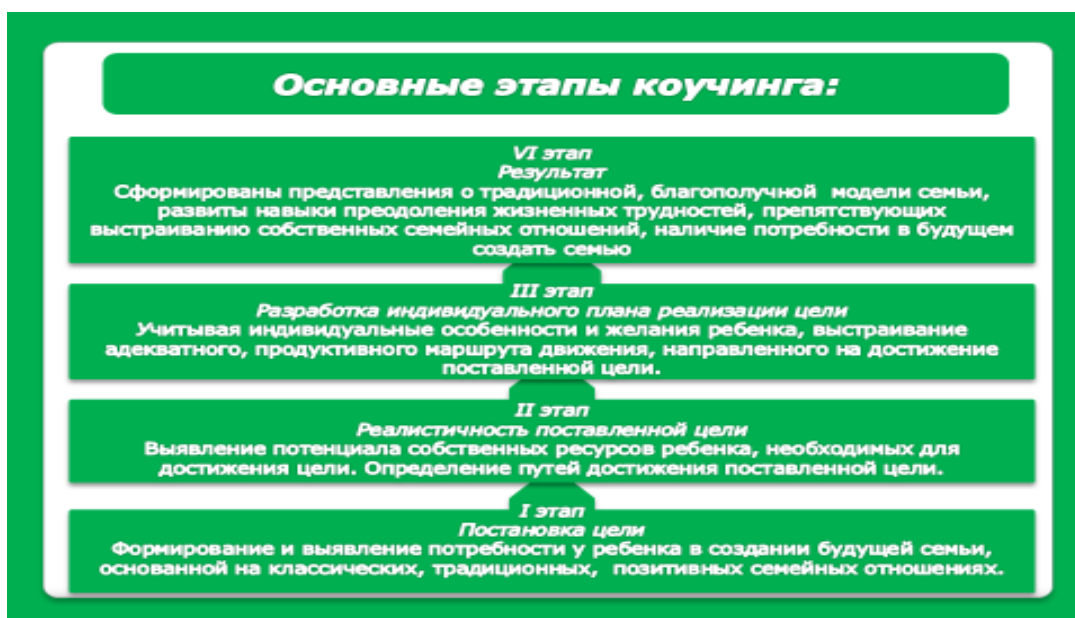 Основные этапы коучинга:
VI этап
Результат
Сформированы представления о традиционной, благополучной модели семьи,
развиты навыки преодоления жизненных трудностей, препятствующих
выстраиванию собственных семейных отношений, наличие потребности в будущем
создать семью
III этап
Разработка индивидуального плана реализации цели
Учитывая индивидуальные особенности и желания ребенка, выстраивание
адекватного, продуктивного маршрута движения, направленного на достижение
поставленной цели.
II этап
Реалистичность поставленной цели
Выявление потенциала собственных ресурсов ребенка, необходимых для
достижения цели. Определение путей достижения поставленной цели.
I этап
Постановка цели
Формирование и выявление потребности у ребенка в создании будущей семьи,
основанной на классических, традиционных, позитивных семейных отношениях.